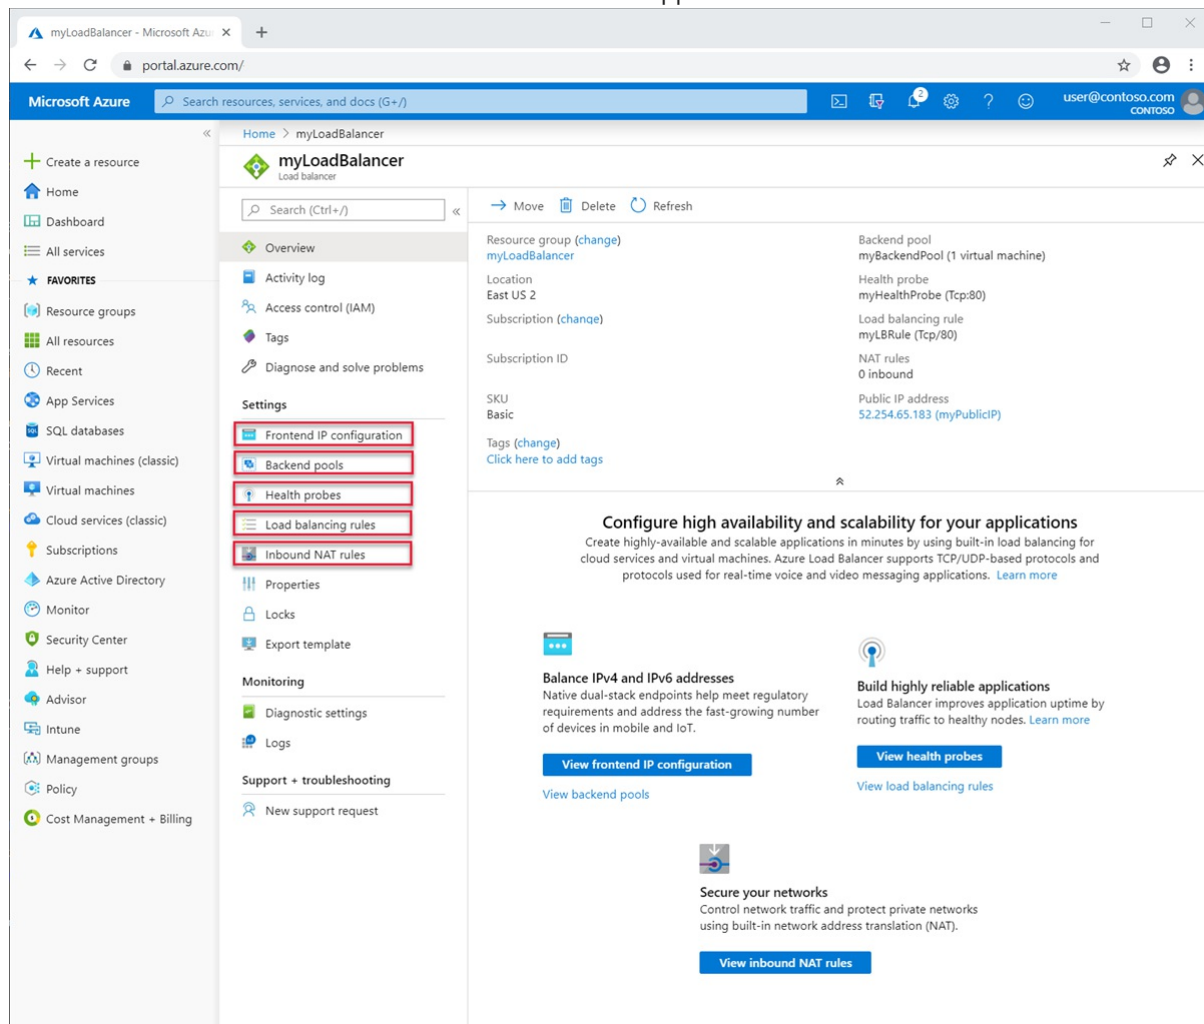 myLoadBalancer - Microsoft Azu
portal.azure.com/
Microsoft Azure
Search resources, services, and docs (G+/)
2
user@contoso.com
CONTOSO
Create a resource
Home
Dashboard
All services
FAVORITES
Resource groups
All resources
Recent
App Services
SQL databases
Virtual machines (classic)
Virtual machines
Cloud services (classic)
Subscriptions
Azure Active Directory
Monitor
Security Center
Help + support
Advisor
Intune
Management groups
Policy
Cost Management + Billing
Home > myLoadBalancer
myLoadBalancer
Load balancer
Search (Ctrl+/)
Overview
Activity log
Access control (IAM)
Tags
Diagnose and solve problems
Settings
Frontend IP configuration
Backend pools
Health probes
Load balancing rules
Inbound NAT rules
Properties
Locks
Export template
Monitoring
Diagnostic settings
Logs
Support + troubleshooting
New support request
Move Delete Refresh
Resource group (change)
myLoadBalancer
Location
East US 2
Subscription (change)
Subscription ID
SKU
Basic
Tags (change)
Click here to add tags
Backend pool
myBackendPool (1 virtual machine)
Health probe
myHealthProbe (Tcp:80)
Load balancing rule
myLBRule (Tcp/80)
NAT rules
0 inbound
Public IP address
52.254.65.183 (myPublicIP)
Configure high availability and scalability for your applications
Create highly-available and scalable applications in minutes by using built-in load balancing for
cloud services and virtual machines. Azure Load Balancer supports TCP/UDP-based protocols and
protocols used for real-time voice and video messaging applications. Learn more
Balance IPv4 and IPv6 addresses
Native dual-stack endpoints help meet regulatory
requirements and address the fast-growing number
of devices in mobile and IoT.
View frontend IP configuration
View backend pools
Build highly reliable applications
Load Balancer improves application uptime by
routing traffic to healthy nodes. Learn more
View health probes
View load balancing rules
Secure your networks
Control network traffic and protect private networks
using built-in network address translation (NAT).
View inbound NAT rules